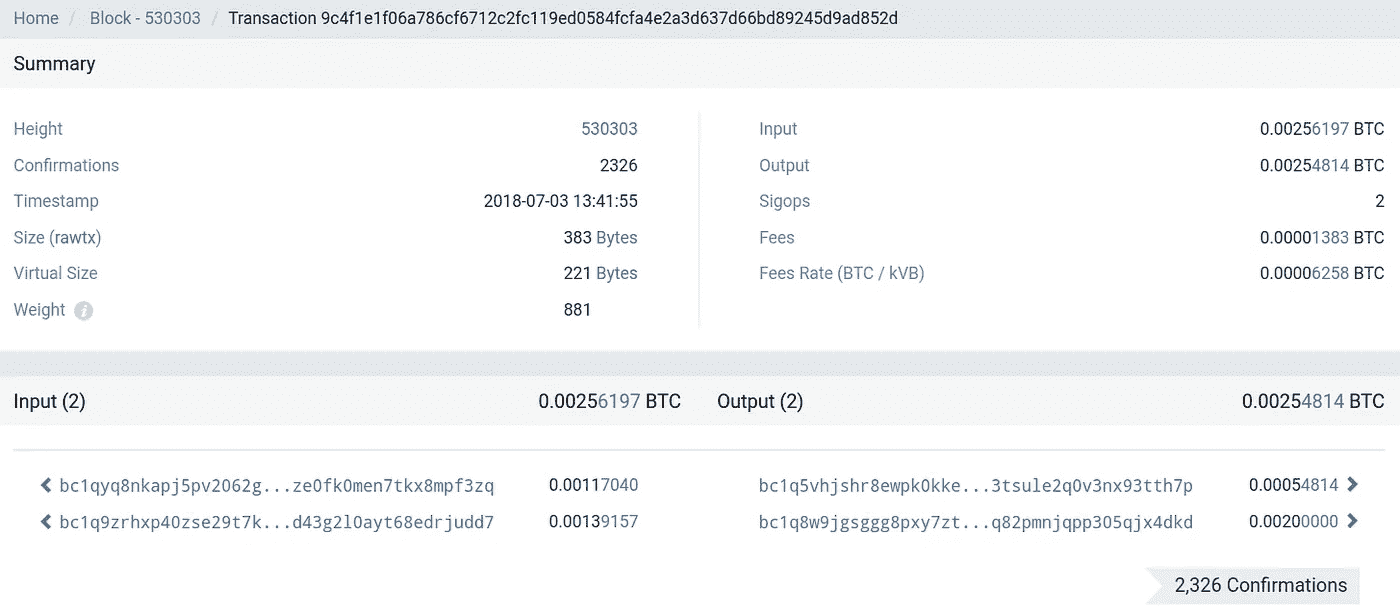 Home / Block - 530303 / Transaction 9c4f1e1f06a786cf6712c2fc119ed0584fcfa4e2a3d637d66bd89245d9ad852d
Summary
Height 530303
Confirmations 2326
Timestamp 2018-07-03 13:41:55
Size (rawtx) 383 Bytes
Virtual Size 221 Bytes
Weight i 881
Input 0.00256197 BTC
Output 0.00254814 BTC
Sigops 2
Fees 0.00001383 BTC
Fees Rate (BTC / kVB) 0.00006258 BTC
Input (2) 0.00256197 BTC
Output (2) 0.00254814 BTC
bc1qyq8nkapj5pv2062g...ze0fk0men7tkx8mpf3zq 0.00117040
bc1q9zrhxp40zse29t7k...d43g2l0ayt68edrjudd7 0.00139157
bc1q5vhjshr8ewpk0kke...3tsule2q0v3nx93tth7p 0.00054814
bc1q8w9jgsggg8pxy7zt...q82pmnjqpp305qjx4dkd 0.00200000
2,326 Confirmations